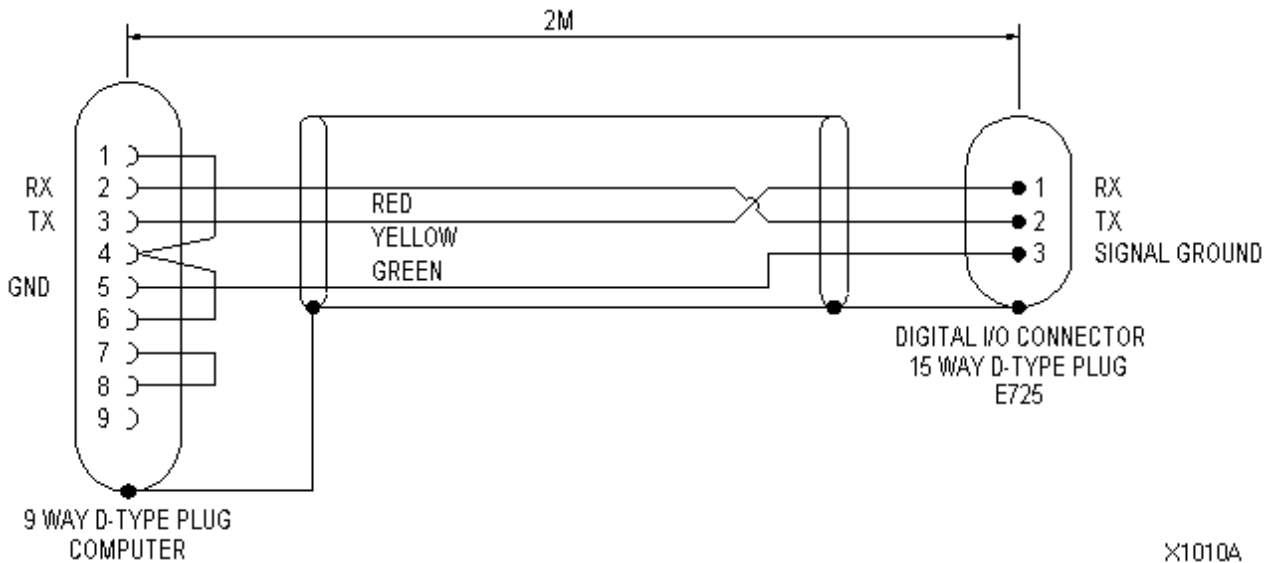 2M
1
RX 2
TX 3
4
GND 5
6
7
8
9
RED
YELLOW
GREEN
1 RX
2 TX
3 SIGNAL GROUND
DIGITAL I/O CONNECTOR
15 WAY D-TYPE PLUG
E725
9 WAY D-TYPE PLUG
COMPUTER
X1010A